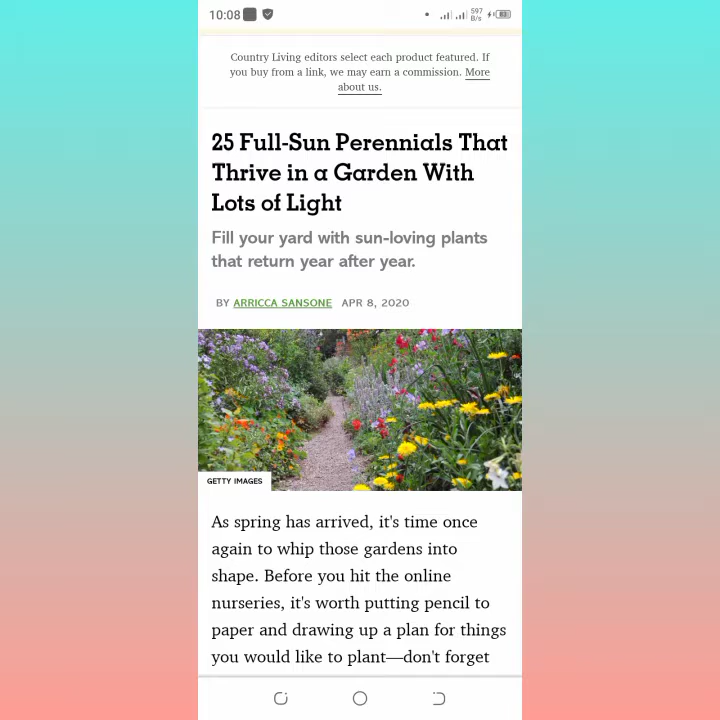 10:08
597
B/s
83
Country Living editors select each product featured. If
you buy from a link, we may earn a commission. More
about us.
25 Full-Sun Perennials That
Thrive in a Garden With
Lots of Light
Fill your yard with sun-loving plants
that return year after year.
BY ARRICCA SANSONE APR 8, 2020
GETTY IMAGES
As spring has arrived, it's time once
again to whip those gardens into
shape. Before you hit the online
nurseries, it's worth putting pencil to
paper and drawing up a plan for things
you would like to plant—don't forget